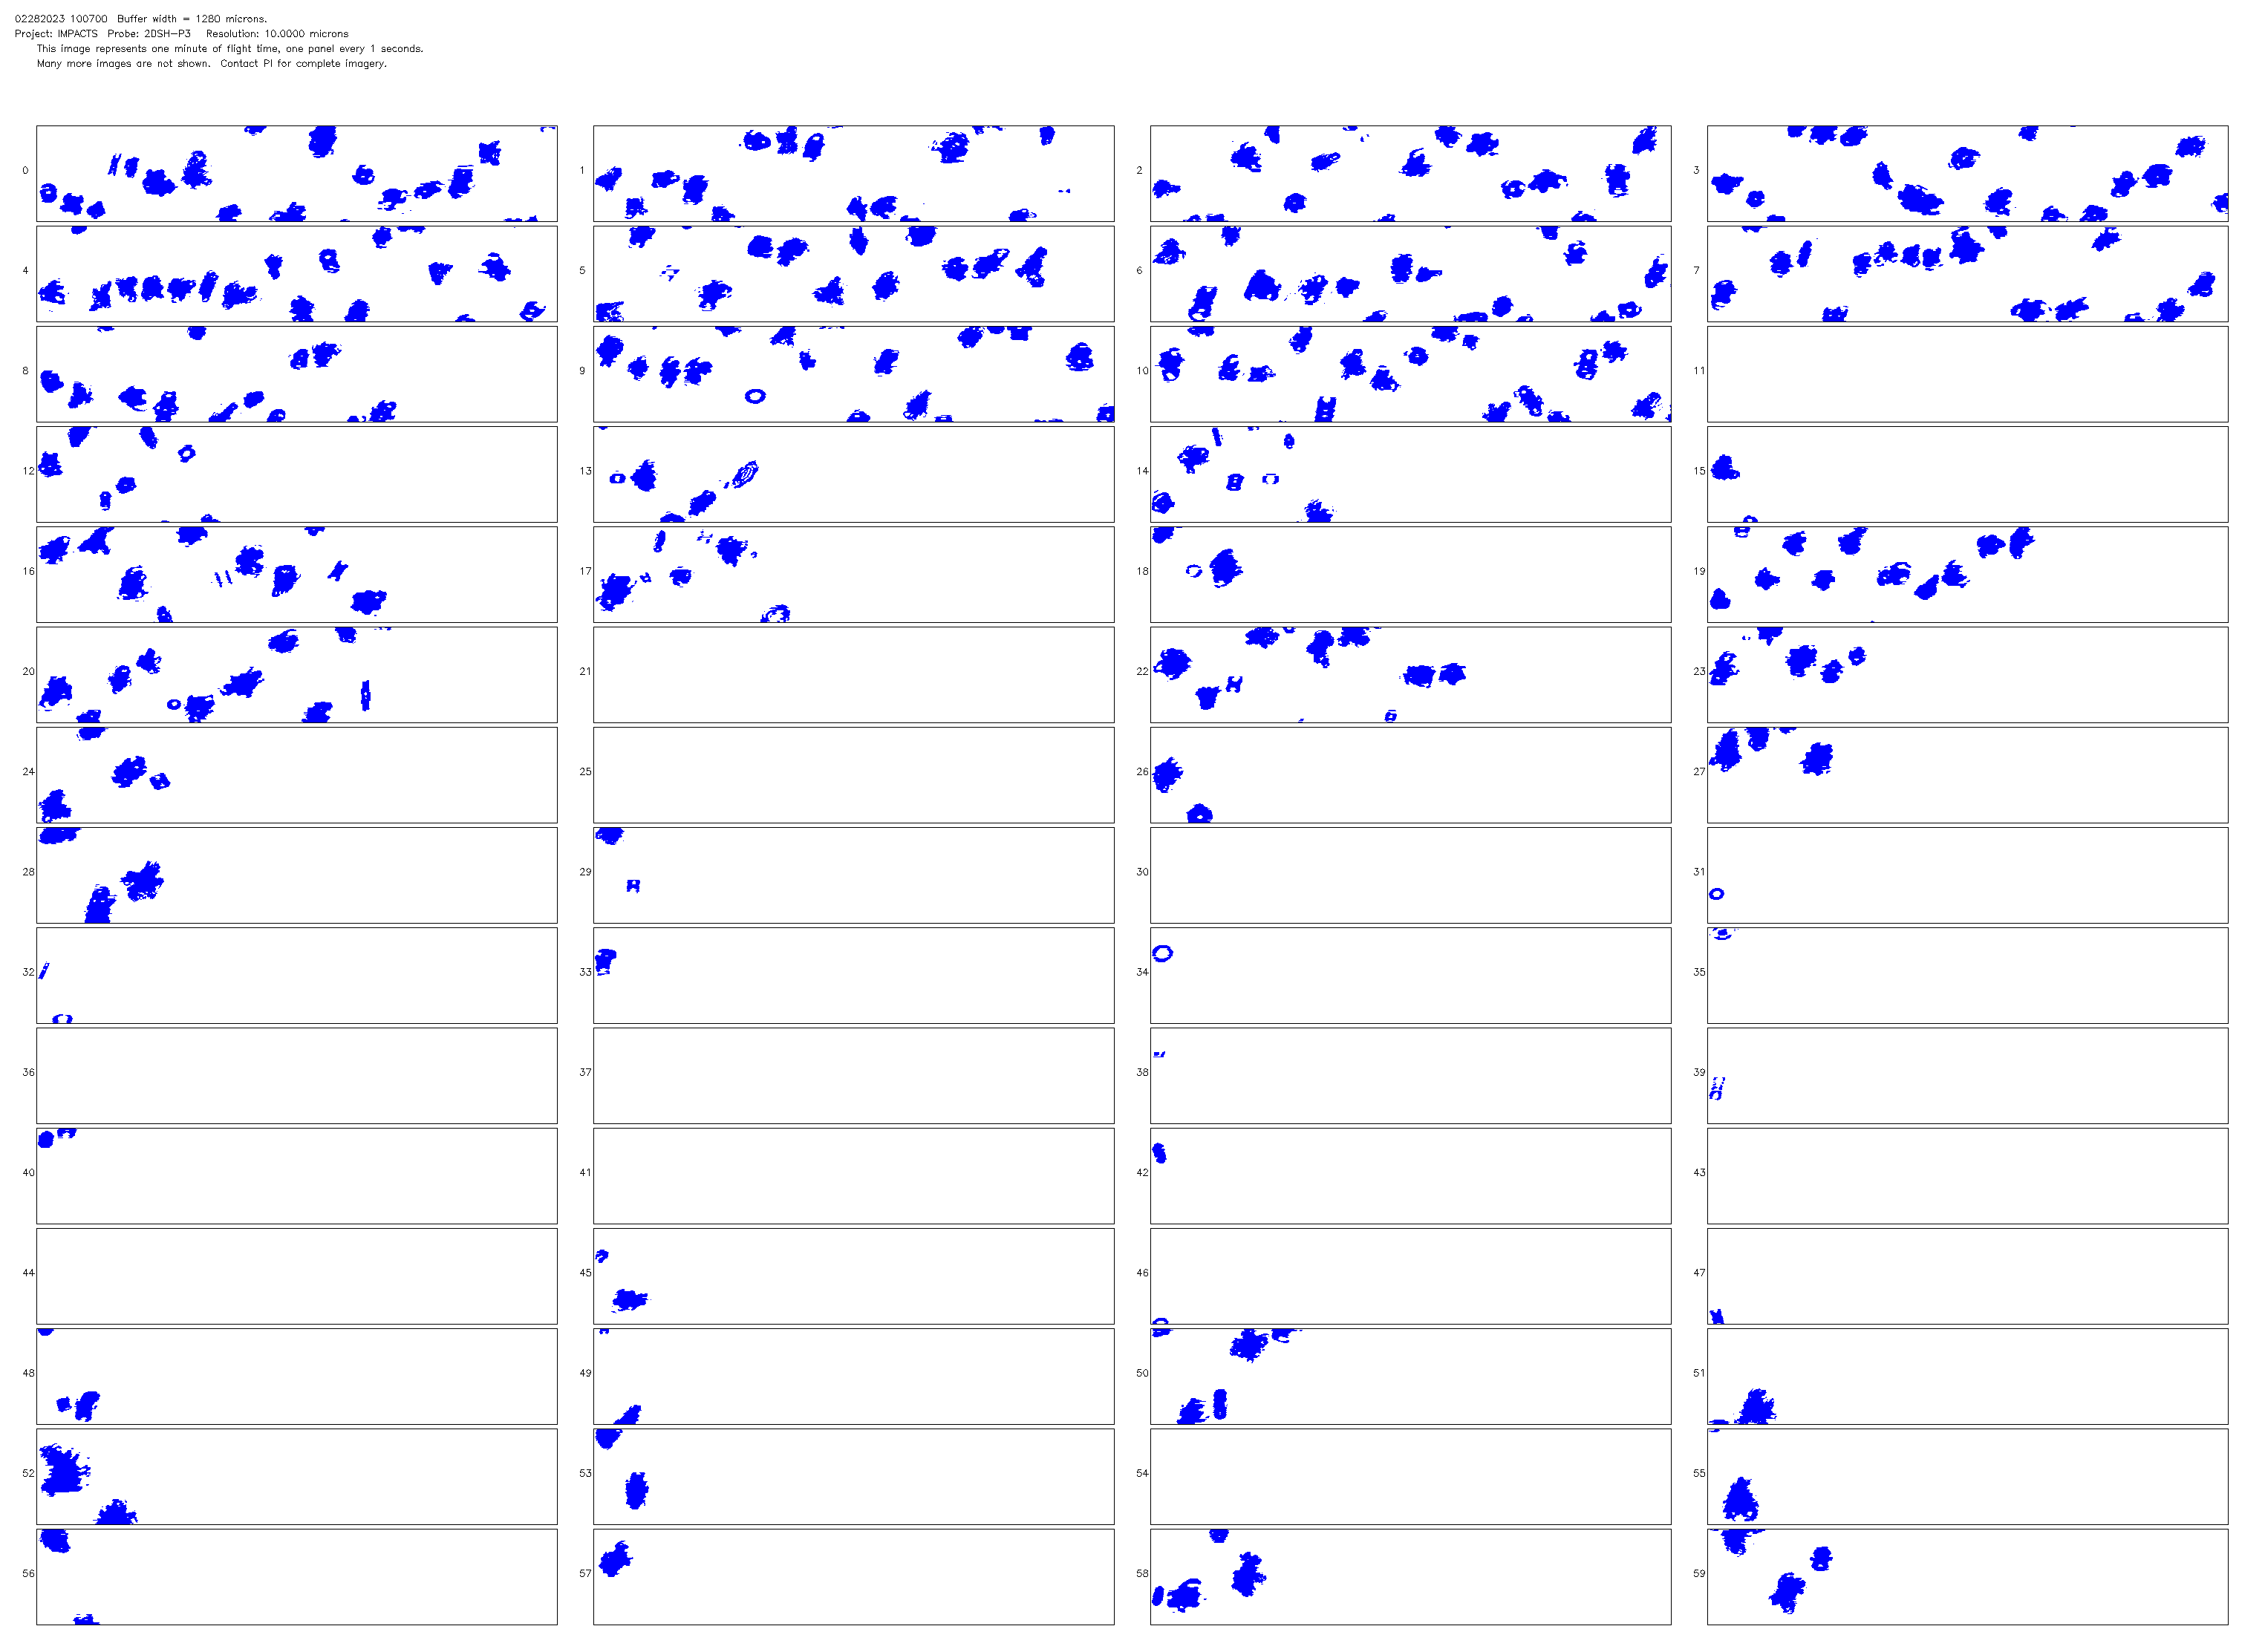 02282023 100700  Buffer width = 1280 microns.
Project: IMPACTS  Probe: 2DSH-P3    Resolution: 10.0000 microns
This image represents one minute of flight time, one panel every 1 seconds.
Many more images are not shown.  Contact PI for complete imagery.
0 1 2 3
4 5 6 7
8 9 10 11
12 13 14 15
16 17 18 19
20 21 22 23
24 25 26 27
28 29 30 31
32 33 34 35
36 37 38 39
40 41 42 43
44 45 46 47
48 49 50 51
52 53 54 55
56 57 58 59